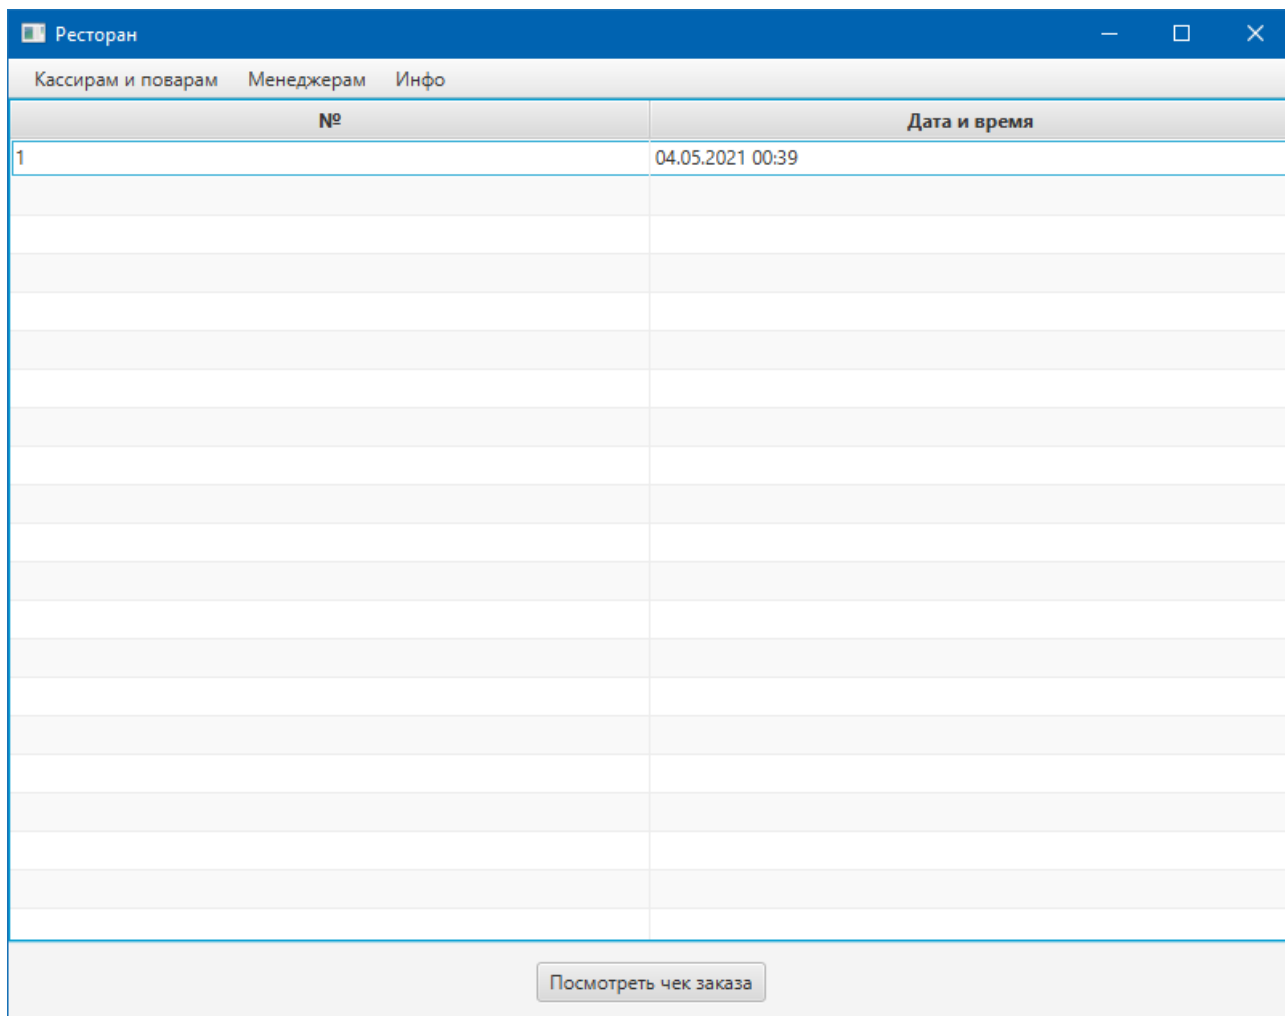 Ресторан
Кассирам и поварам Менеджерам Инфо
№ Дата и время
1 04.05.2021 00:39
Посмотреть чек заказа